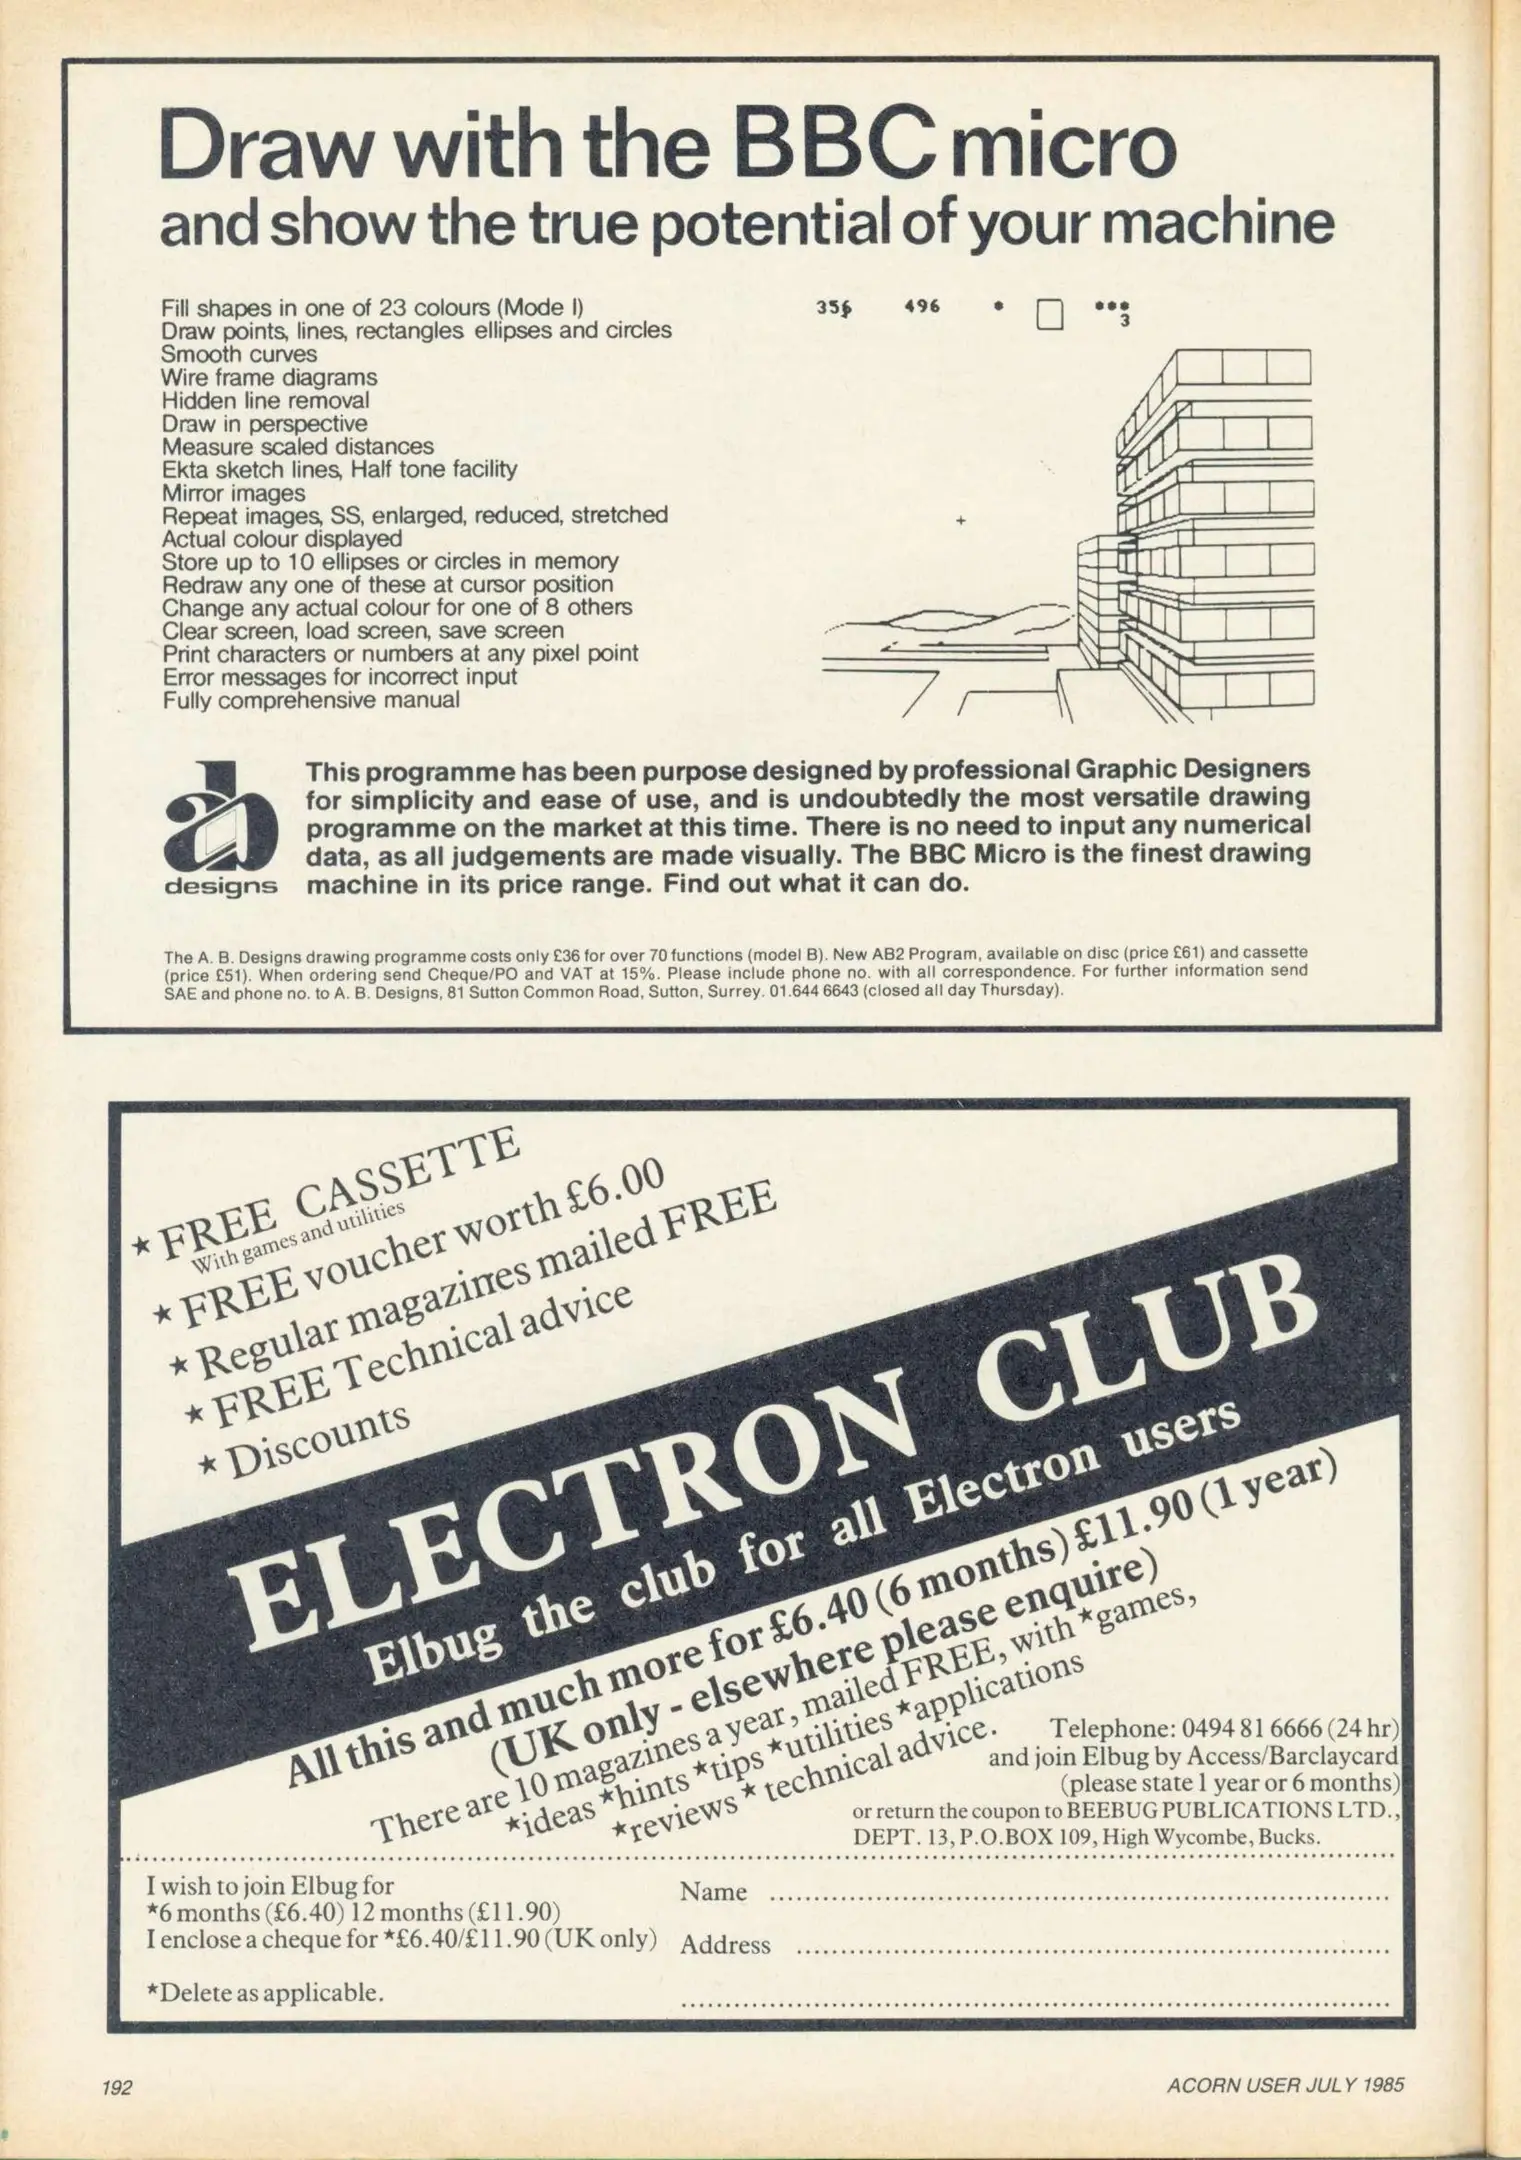 Draw with the BBC micro
and show the true potential of your machine
Fill shapes in one of 23 colours (Mode I)
Draw points, lines, rectangles ellipses and circles
Smooth curves
Wire frame diagrams
Hidden line removal
Draw in perspective
Measure scaled distances
Ekta sketch lines, Half tone facility
Mirror images
Repeat images, SS, enlarged, reduced, stretched
Actual colour displayed
Store up to 10 ellipses or circles in memory
Redraw any one of these at cursor position
Change any actual colour for one of 8 others
Clear screen, load screen, save screen
Print characters or numbers at any pixel point
Error messages for incorrect input
Fully comprehensive manual
496
3
ab
designs
This programme has been purpose designed by professional Graphic Designers
for simplicity and ease of use, and is undoubtedly the most versatile drawing
programme on the market at this time. There is no need to input any numerical
data, as all judgements are made visually. The BBC Micro is the finest drawing
machine in its price range. Find out what it can do.
The A. B. Designs drawing programme costs only £36 for over 70 functions (model B). New AB2 Program, available on disc (price £61) and cassette
(price £51). When ordering send Cheque/PO and VAT at 15%. Please include phone no. with all correspondence. For further information send
SAE and phone no. to A. B. Designs, 81 Sutton Common Road, Sutton, Surrey. 01.644 6643 (closed all day Thursday).
★ FREE CASSETTE
With games and utilities
★ FREE voucher worth £6.00
★ Regular magazines mailed FREE
★ FREE Technical advice
★ Discounts
ELECTRON CLUB
Elbug the club for all Electron users
All this and much more for £6.40 (6 months) £11.90 (1 year)
(UK only - elsewhere please enquire)
There are 10 magazines a year, mailed FREE, with ★games,
★ideas ★hints ★tips ★utilities ★applications
★reviews ★ technical advice.
Telephone: 0494 81 6666 (24 hr)
and join Elbug by Access/Barclaycard
(please state 1 year or 6 months)
or return the coupon to BEEBUG PUBLICATIONS LTD.,
DEPT. 13, P.O.BOX 109, High Wycombe, Bucks.
I wish to join Elbug for
★6 months (£6.40) 12 months (£11.90)
I enclose a cheque for ★£6.40/£11.90 (UK only)
★Delete as applicable.
Name
Address
192
ACORN USER JULY 1985